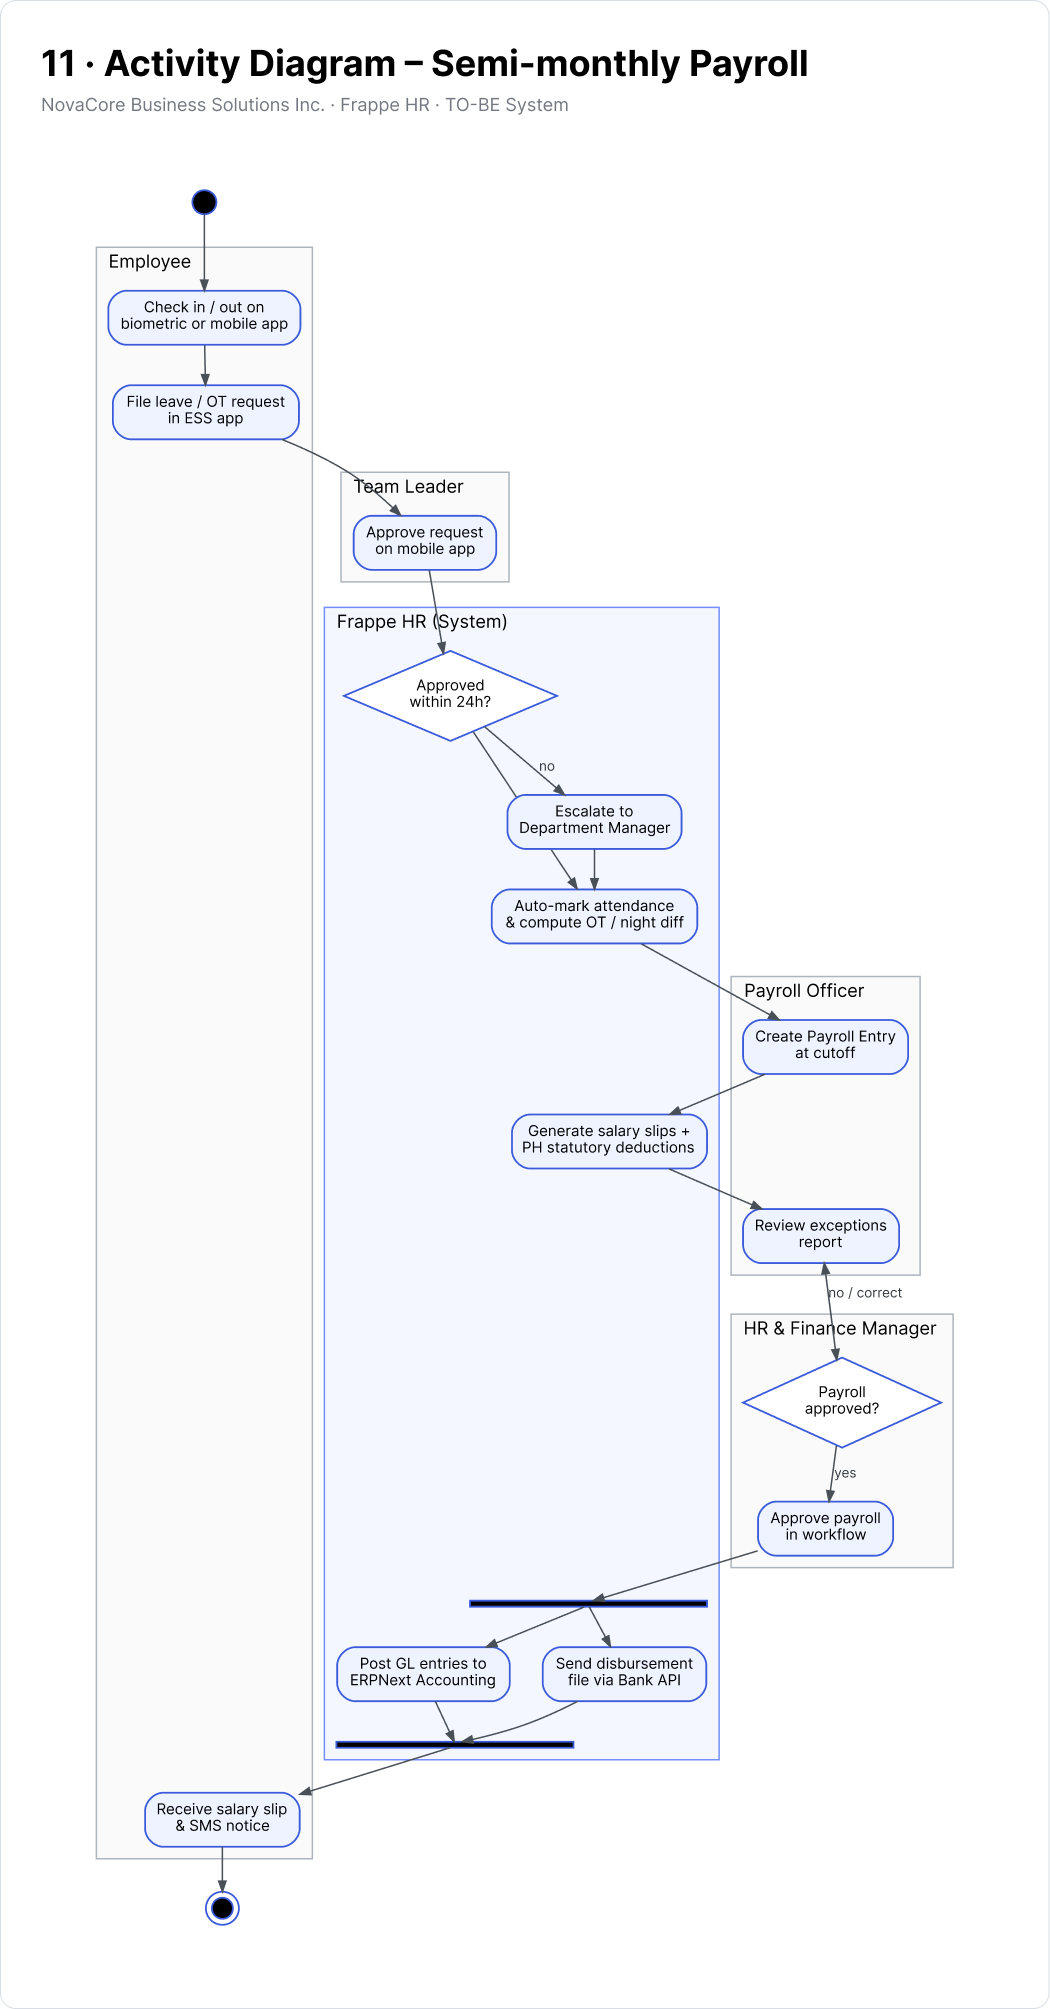 11 · Activity Diagram – Semi-monthly Payroll
NovaCore Business Solutions Inc. · Frappe HR · TO-BE System
Employee
Check in / out on
biometric or mobile app
File leave / OT request
in ESS app
Team Leader
Approve request
on mobile app
Frappe HR (System)
Approved
within 24h?
no
Escalate to
Department Manager
Auto-mark attendance
& compute OT / night diff
Payroll Officer
Create Payroll Entry
at cutoff
Generate salary slips +
PH statutory deductions
Review exceptions
report
no / correct
HR & Finance Manager
Payroll
approved?
yes
Approve payroll
in workflow
Post GL entries to
ERPNext Accounting
Send disbursement
file via Bank API
Receive salary slip
& SMS notice